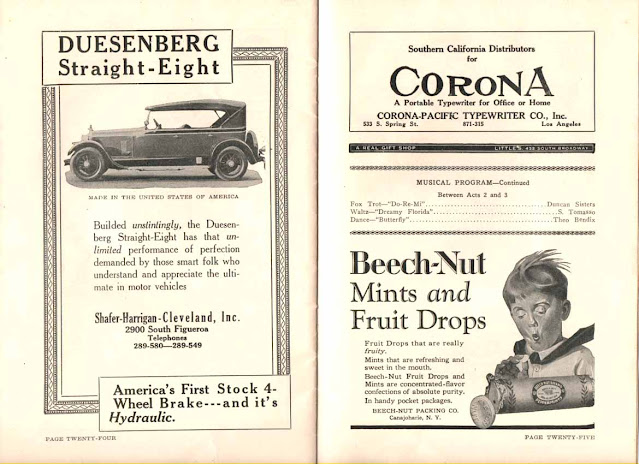 DUESENBERG
Straight-Eight
MADE IN THE UNITED STATES OF AMERICA
Builded unstintingly, the Duesen-
berg Straight-Eight has that un-
limited performance of perfection
demanded by those smart folk who
understand and appreciate the ulti-
mate in motor vehicles
Shafer-Harrigan-Cleveland, Inc.
2900 South Figueroa
Telephones
289-580—289-549
America's First Stock 4-
Wheel Brake---and it's
Hydraulic.
PAGE TWENTY-FOUR
Southern California Distributors
for
CORONA
A Portable Typewriter for Office or Home
CORONA-PACIFIC TYPEWRITER CO., Inc.
533 S. Spring St. 871-315 Los Angeles
A REAL GIFT SHOP LITTLE'S, 426 SOUTH BROADWAY
MUSICAL PROGRAM—Continued
Between Acts 2 and 3
Fox Trot—"Do-Re-Mi" Duncan Sisters
Waltz—"Dreamy Florida" S. Tomasso
Dance—"Butterfly" Theo
Beech-Nut
Mints and
Fruit Drops
Fruit Drops that are really
fruity.
Mints that are refreshing and
sweet in the mouth.
Beech-Nut Fruit Drops and
Mints are concentrated-flavor
confections of absolute purity.
In handy pocket packages.
BEECH-NUT PACKING CO.
Canajoharie, N. Y.
PAGE TWENTY-FIVE